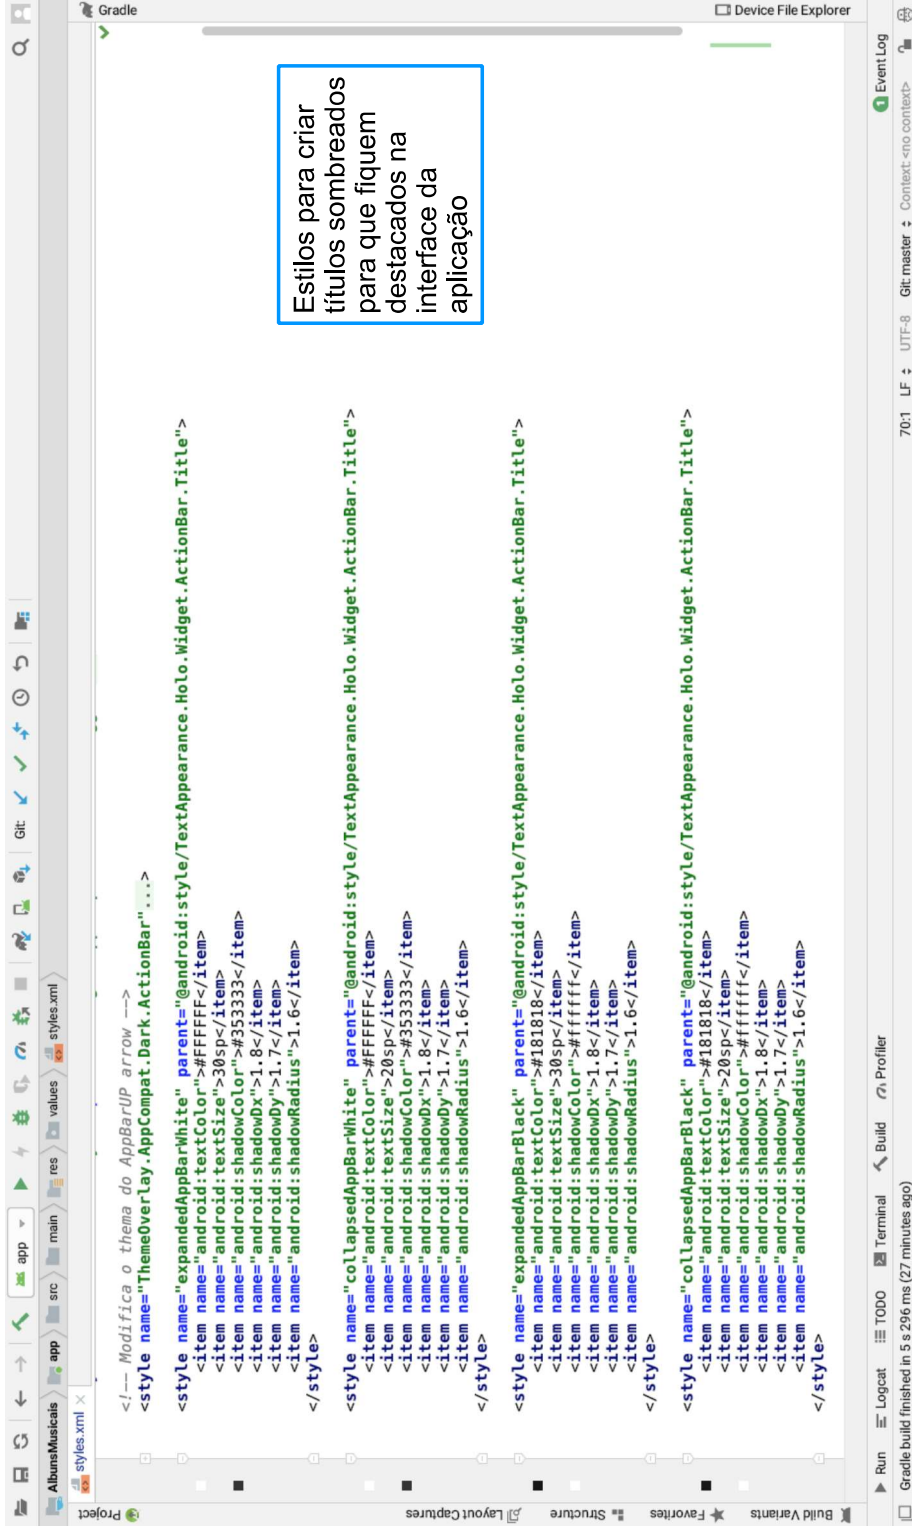 app
Git:
AlbunsMusicais
app
src
main
res
values
styles.xml
styles.xml
Project
Layout Captures
Structure
Favorites
Build Variants
Gradle
Device File Explorer
<!-- Modifica o thema do AppBarUP arrow -->
<style name="ThemeOverlay.AppCompat.Dark.ActionBar"...>
<style name="expandedAppBarWhite" parent="@android:style/TextAppearance.Holo.Widget.ActionBar.Title">
<item name="android:textColor">#FFFFFF</item>
<item name="android:textSize">30sp</item>
<item name="android:shadowColor">#353333</item>
<item name="android:shadowDx">1.8</item>
<item name="android:shadowDy">1.7</item>
<item name="android:shadowRadius">1.6</item>
</style>
<style name="collapsedAppBarWhite" parent="@android:style/TextAppearance.Holo.Widget.ActionBar.Title">
<item name="android:textColor">#FFFFFF</item>
<item name="android:textSize">20sp</item>
<item name="android:shadowColor">#353333</item>
<item name="android:shadowDx">1.8</item>
<item name="android:shadowDy">1.7</item>
<item name="android:shadowRadius">1.6</item>
</style>
<style name="expandedAppBarBlack" parent="@android:style/TextAppearance.Holo.Widget.ActionBar.Title">
<item name="android:textColor">#181818</item>
<item name="android:textSize">30sp</item>
<item name="android:shadowColor">#ffffff</item>
<item name="android:shadowDx">1.8</item>
<item name="android:shadowDy">1.7</item>
<item name="android:shadowRadius">1.6</item>
</style>
<style name="collapsedAppBarBlack" parent="@android:style/TextAppearance.Holo.Widget.ActionBar.Title">
<item name="android:textColor">#181818</item>
<item name="android:textSize">20sp</item>
<item name="android:shadowColor">#ffffff</item>
<item name="android:shadowDx">1.8</item>
<item name="android:shadowDy">1.7</item>
<item name="android:shadowRadius">1.6</item>
</style>
Estilos para criar
títulos sombreados
para que fiquem
destacados na
interface da
aplicação
Run
Logcat
TODO
Terminal
Build
Profiler
1 Event Log
Gradle build finished in 5 s 296 ms (27 minutes ago)
70:1 LF UTF-8 Git: master Context: <no context>